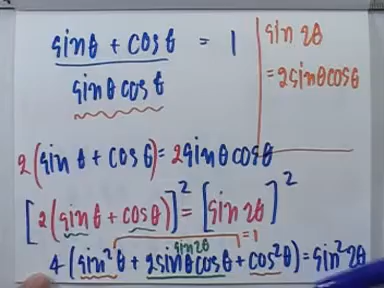 sinθ + cosθ = 1
sinθ cosθ
sin 2θ
= 2sinθcosθ
2(sinθ + cosθ) = 2sinθcosθ
[2(sinθ + cosθ)]² = [sin 2θ]²
sin2θ = 1
4(sin²θ + 2sinθcosθ + cos²θ) = sin²2θ